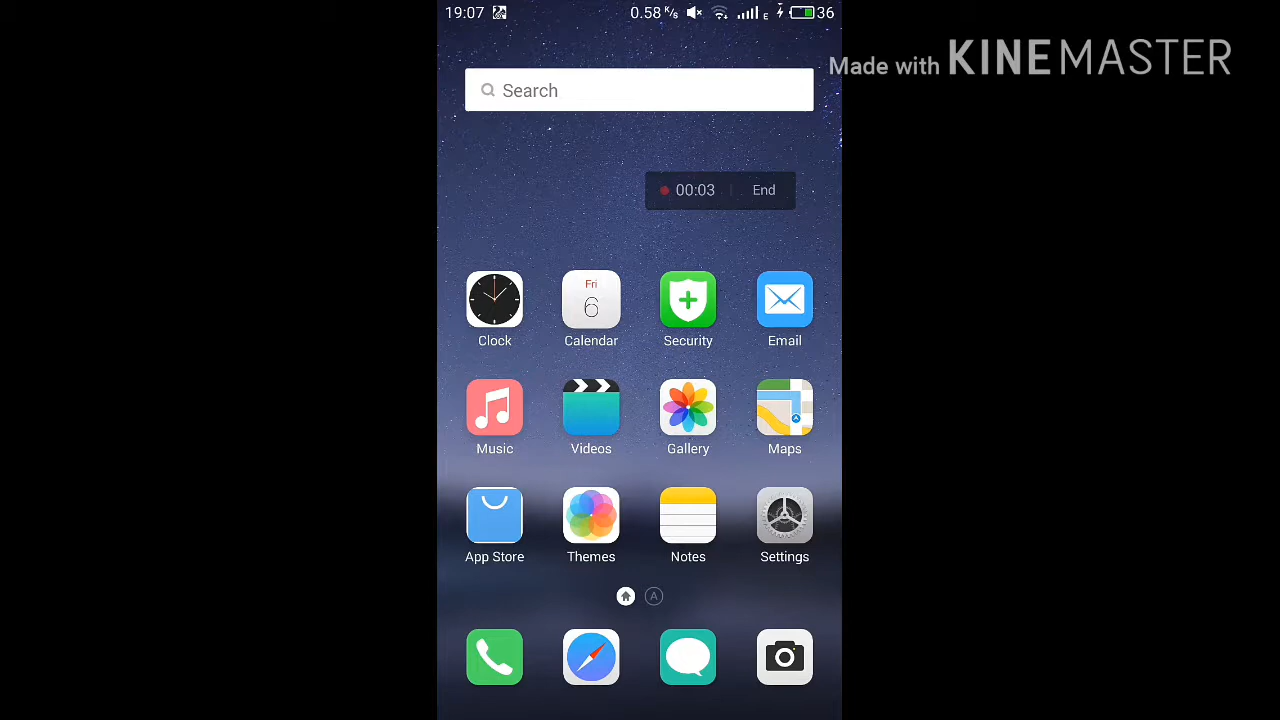 19:07 0.58 K/s E 36
Made with KINEMASTER
Search
00:03 End
Fri
6
Clock Calendar Security Email
Music Videos Gallery Maps
App Store Themes Notes Settings
A